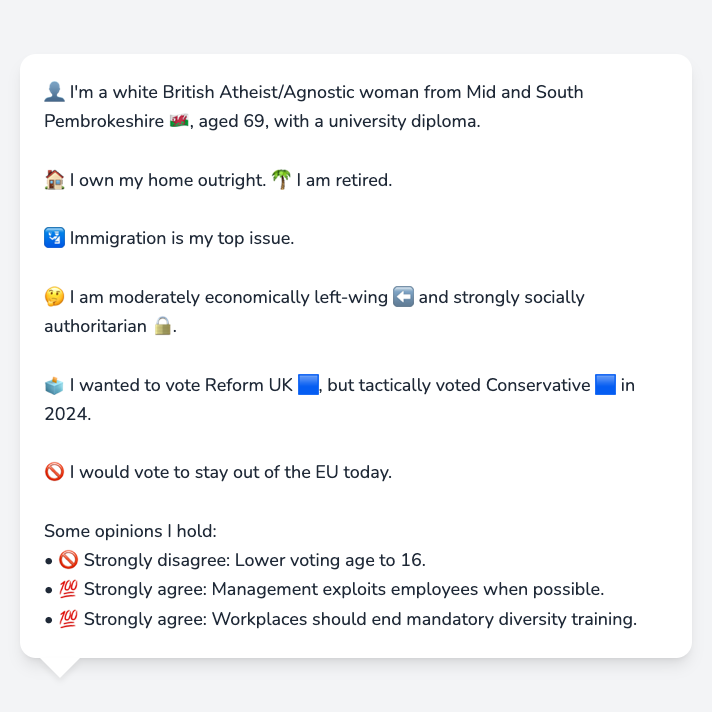 👤 I'm a white British Atheist/Agnostic woman from Mid and South
Pembrokeshire 🏴󠁧󠁢󠁷󠁬󠁳󠁿, aged 69, with a university diploma.
🏠 I own my home outright. 🌴 I am retired.
🛂 Immigration is my top issue.
🤔 I am moderately economically left-wing ⬅️ and strongly socially
authoritarian 🔒.
🗳️ I wanted to vote Reform UK 🟦, but tactically voted Conservative 🟦 in
2024.
🚫 I would vote to stay out of the EU today.
Some opinions I hold:
• 🚫 Strongly disagree: Lower voting age to 16.
• 💯 Strongly agree: Management exploits employees when possible.
• 💯 Strongly agree: Workplaces should end mandatory diversity training.